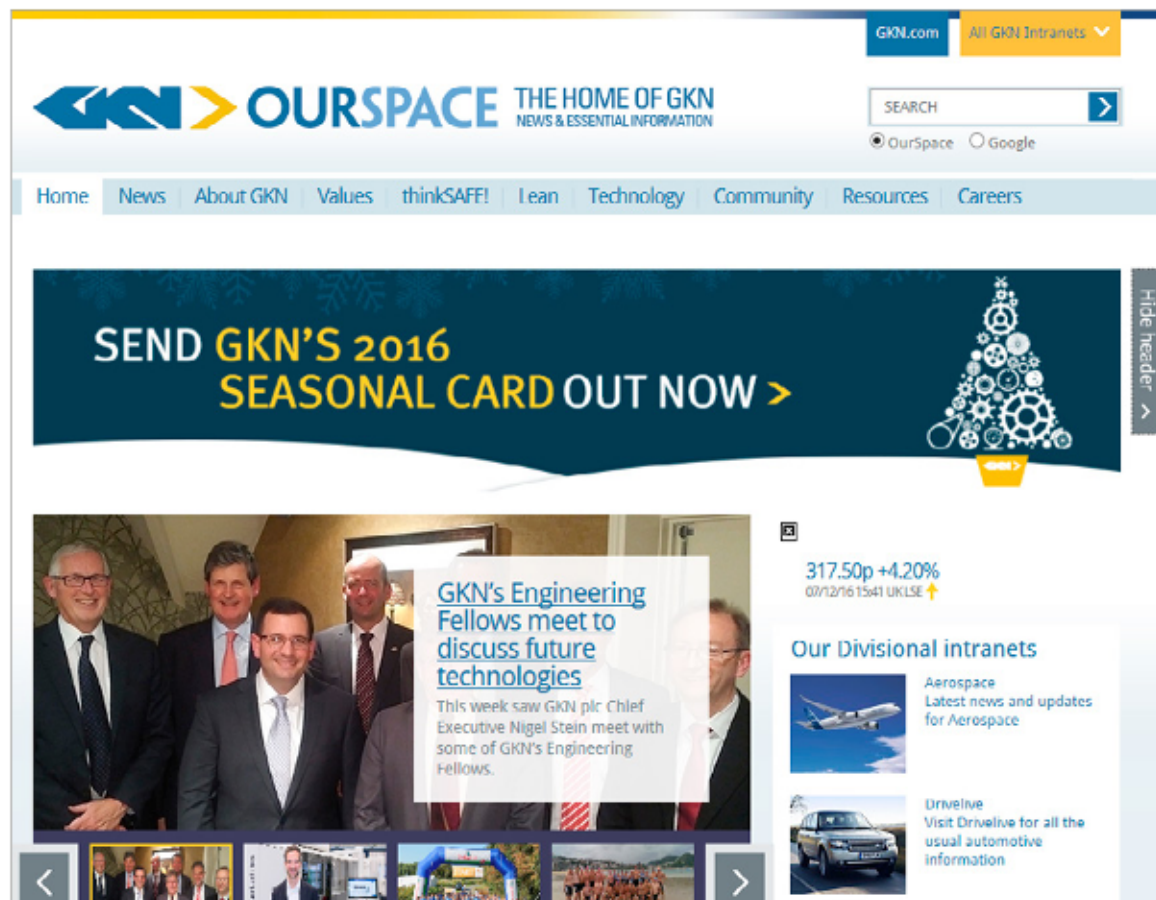 GKN.com
All GKN Intranets
GKN OURSPACE
THE HOME OF GKN
NEWS & ESSENTIAL INFORMATION
SEARCH
OurSpace Google
Home News About GKN Values thinkSAFE! Lean Technology Community Resources Careers
Hide header
SEND GKN'S 2016
SEASONAL CARD OUT NOW >
GKN
GKN's Engineering
Fellows meet to
discuss future
technologies
This week saw GKN plc Chief
Executive Nigel Stein meet with
some of GKN's Engineering
Fellows.
317.50p +4.20%
07/12/16 15:41 UK LSE
Our Divisional intranets
Aerospace
Latest news and updates
for Aerospace
Drivelive
Visit Drivelive for all the
usual automotive
information